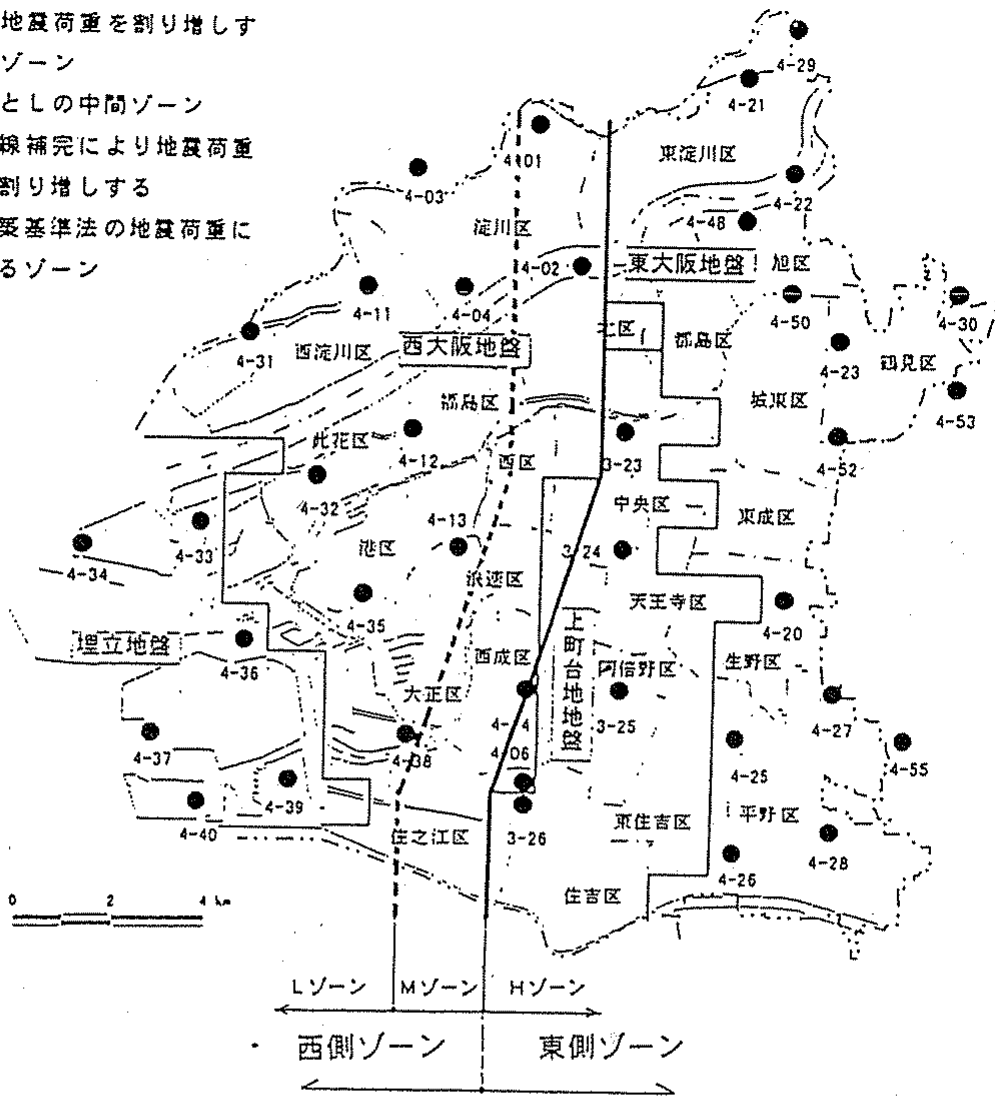 地震荷重を割り増しす
ゾーン
としの中間ゾーン
線補完により地震荷重
割り増しする
築基準法の地震荷重に
るゾーン
4-29
4-21
東淀川区
4-01
4-03
4-22
淀川区
4-48
4-02
東大阪地盤
旭区
4-11
4-04
4-50
4-30
西淀川区
西大阪地盤
北区
都島区
4-31
4-23
鶴見区
都島区
城東区
4-53
此花区
4-12
西区
3-23
4-52
4-32
中央区
東成区
4-13
4-33
港区
3-24
4-34
浪速区
天王寺区
4-35
4-20
埋立地盤
上町台地地盤
西成区
阿倍野区
生野区
4-36
大正区
4-14
3-25
4-27
4-37
4-38
4-06
4-25
4-55
4-39
4-40
住之江区
3-26
東住吉区
平野区
4-28
4-26
0 2 4 km
住吉区
Lゾーン
Mゾーン
Hゾーン
西側ゾーン
東側ゾーン